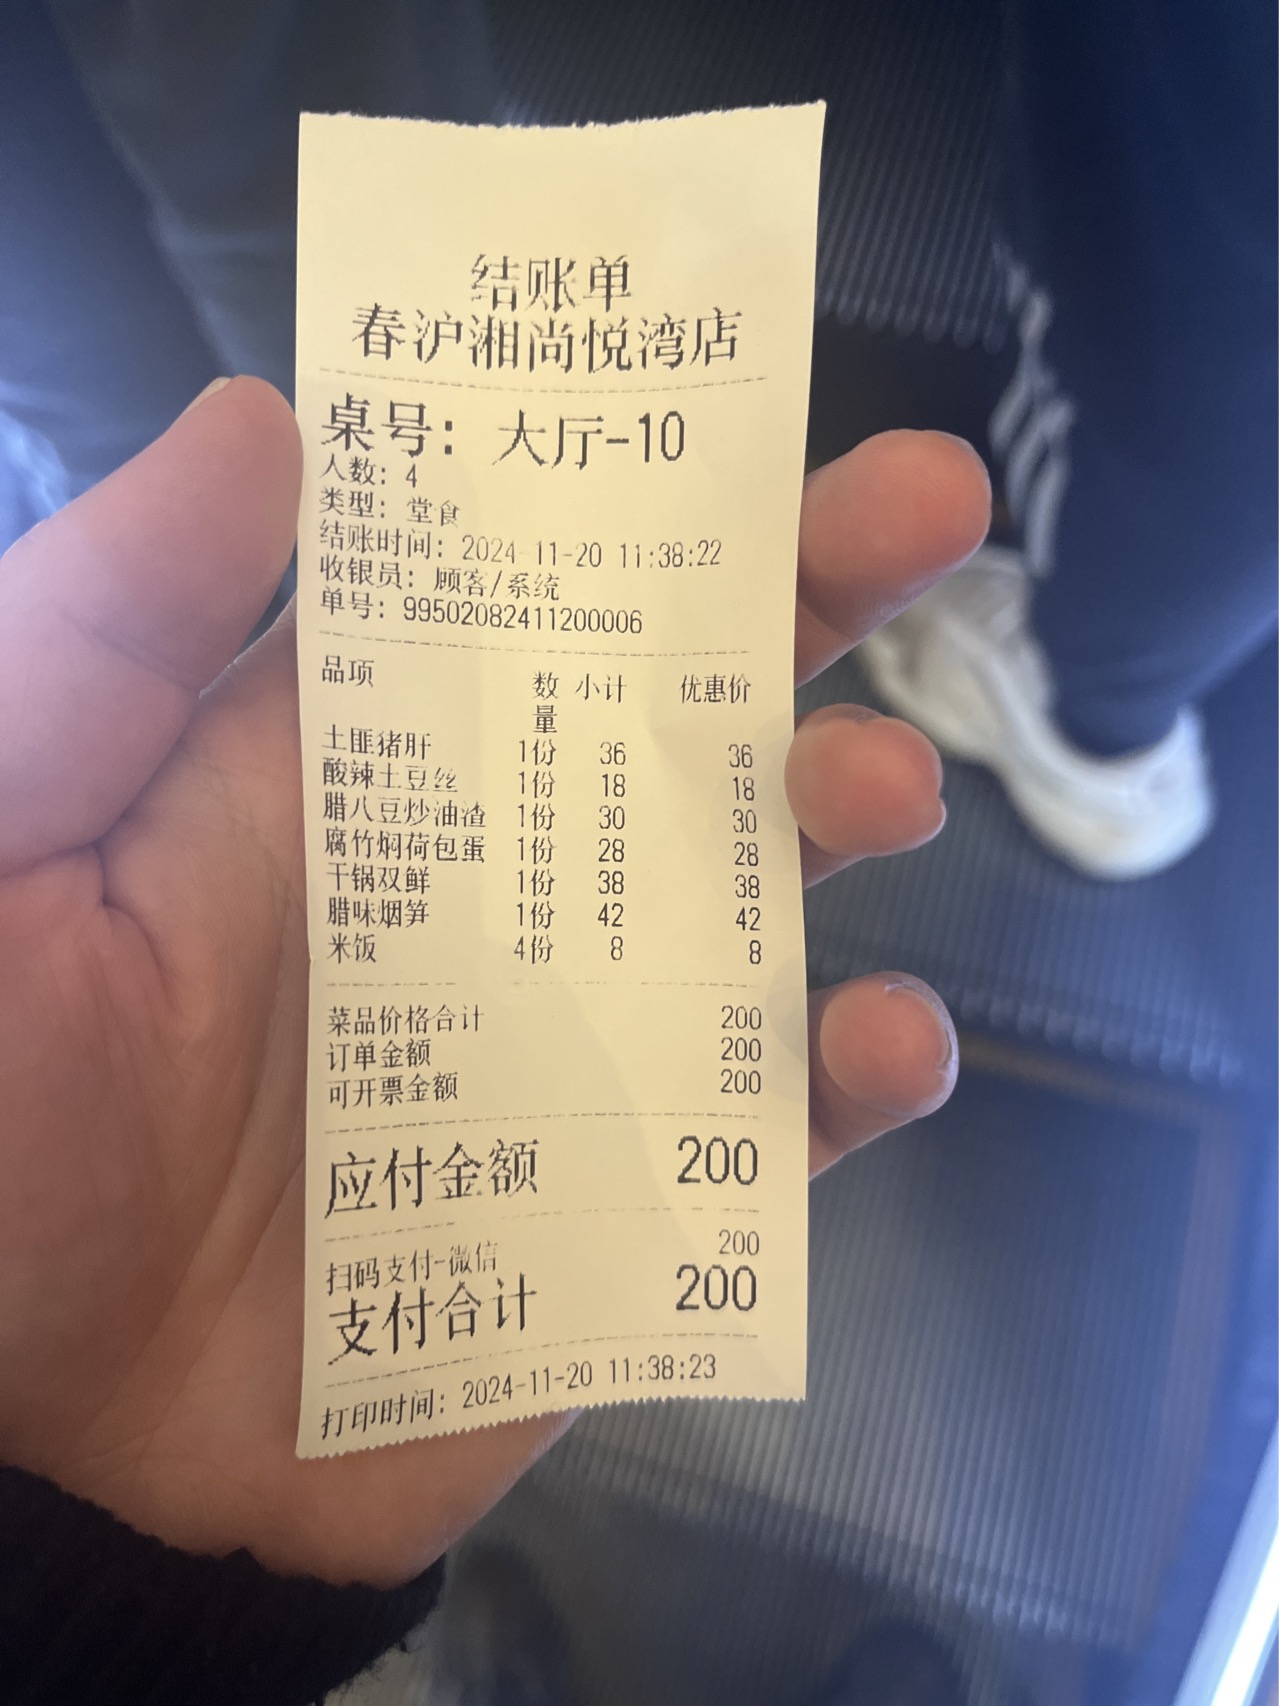 结账单
春沪湘尚悦湾店
桌号: 大厅-10
人数: 4
类型: 堂食
结账时间: 2024-11-20 11:38:22
收银员: 顾客/系统
单号: 99502082411200006
品项 数量 小计 优惠价
土匪猪肝 1份 36 36
酸辣土豆丝 1份 18 18
腊八豆炒油渣 1份 30 30
腐竹焖荷包蛋 1份 28 28
干锅双鲜 1份 38 38
腊味烟笋 1份 42 42
米饭 4份 8 8
菜品价格合计 200
订单金额 200
可开票金额 200
应付金额 200
扫码支付-微信 200
支付合计 200
打印时间: 2024-11-20 11:38:23